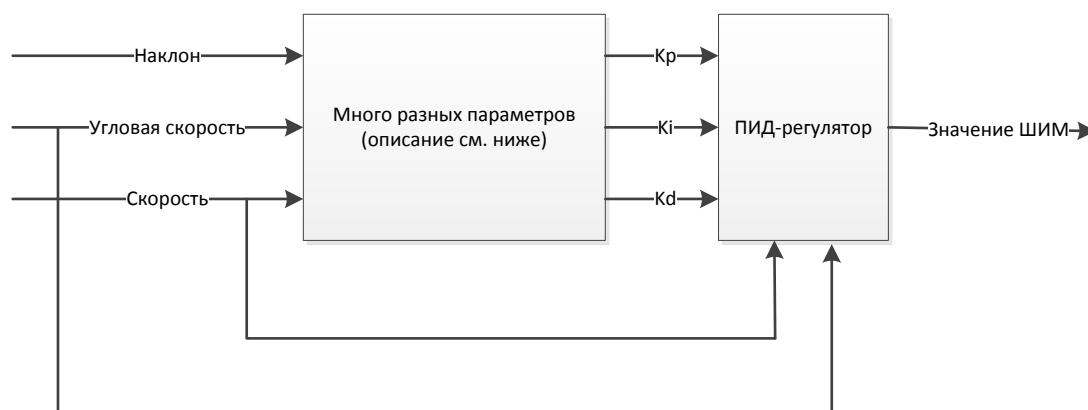 Наклон
Угловая скорость
Скорость
Много разных параметров
(описание см. ниже)
Kp
Ki
Kd
ПИД-регулятор
Значение ШИМ